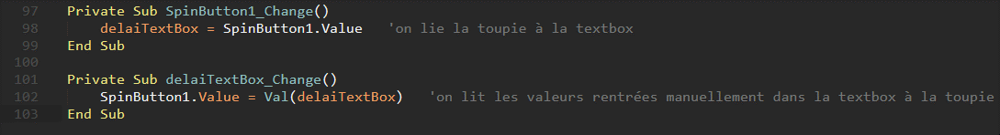 97 Private Sub SpinButton1_Change()
98 delaiTextBox = SpinButton1.Value 'on lie la toupie à la textbox
99 End Sub
100
101 Private Sub delaiTextBox_Change()
102 SpinButton1.Value = Val(delaiTextBox) 'on lit les valeurs rentrées manuellement dans la textbox à la toupie
103 End Sub